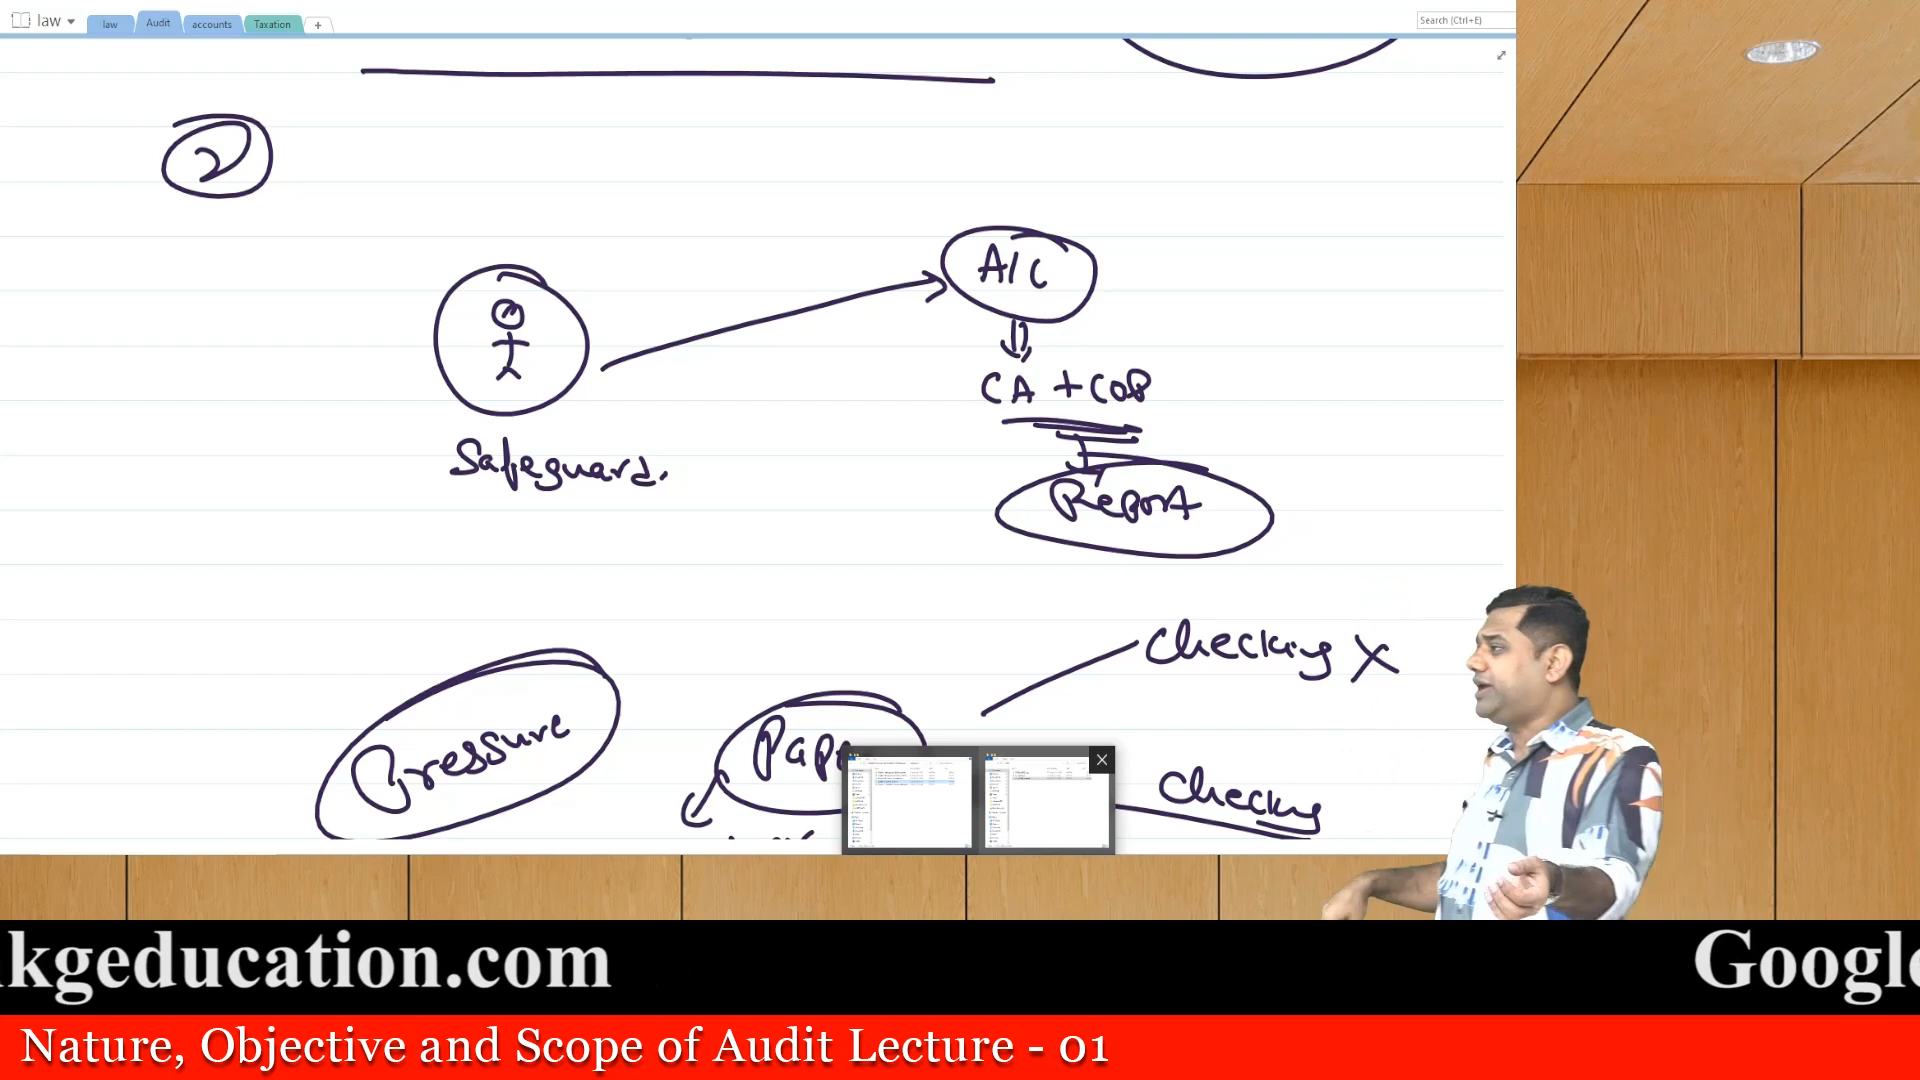 law
law Audit accounts Taxation +
Search (Ctrl+E)
2
A/C
CA + COB
Safeguard.
Report
Checking X
Pressure
Checking
kgeducation.com
Google
Nature, Objective and Scope of Audit Lecture - 01